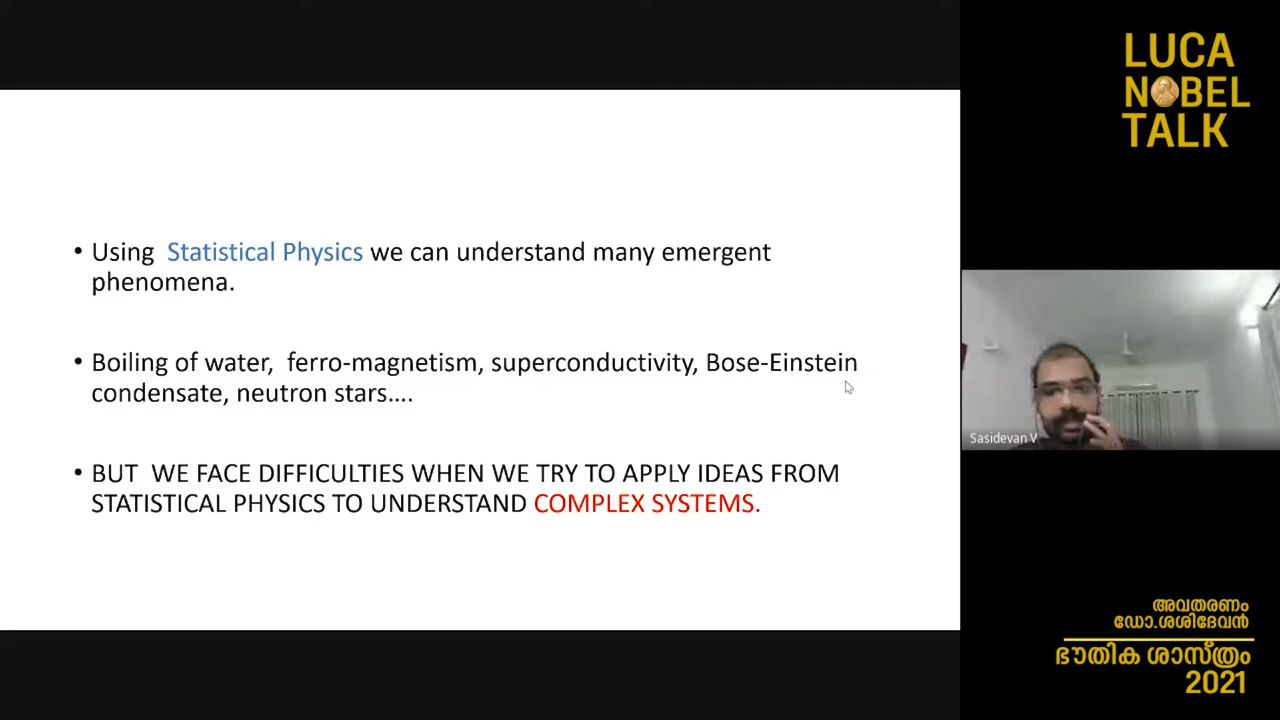 • Using Statistical Physics we can understand many emergent
phenomena.
• Boiling of water, ferro-magnetism, superconductivity, Bose-Einstein
condensate, neutron stars....
• BUT WE FACE DIFFICULTIES WHEN WE TRY TO APPLY IDEAS FROM
STATISTICAL PHYSICS TO UNDERSTAND COMPLEX SYSTEMS.
LUCA
NOBEL
TALK
Sasidevan V
അവതരണം
ഡോ.ശശിദേവൻ
ഭൗതിക ശാസ്ത്രം
2021